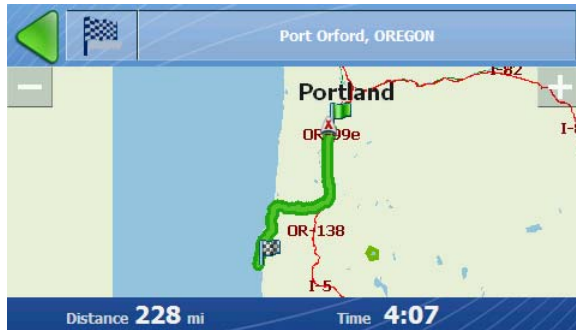 Port Orford, OREGON
I-82
Portland
OR-99e
I-
OR-138
I-5
Distance 228 mi Time 4:07